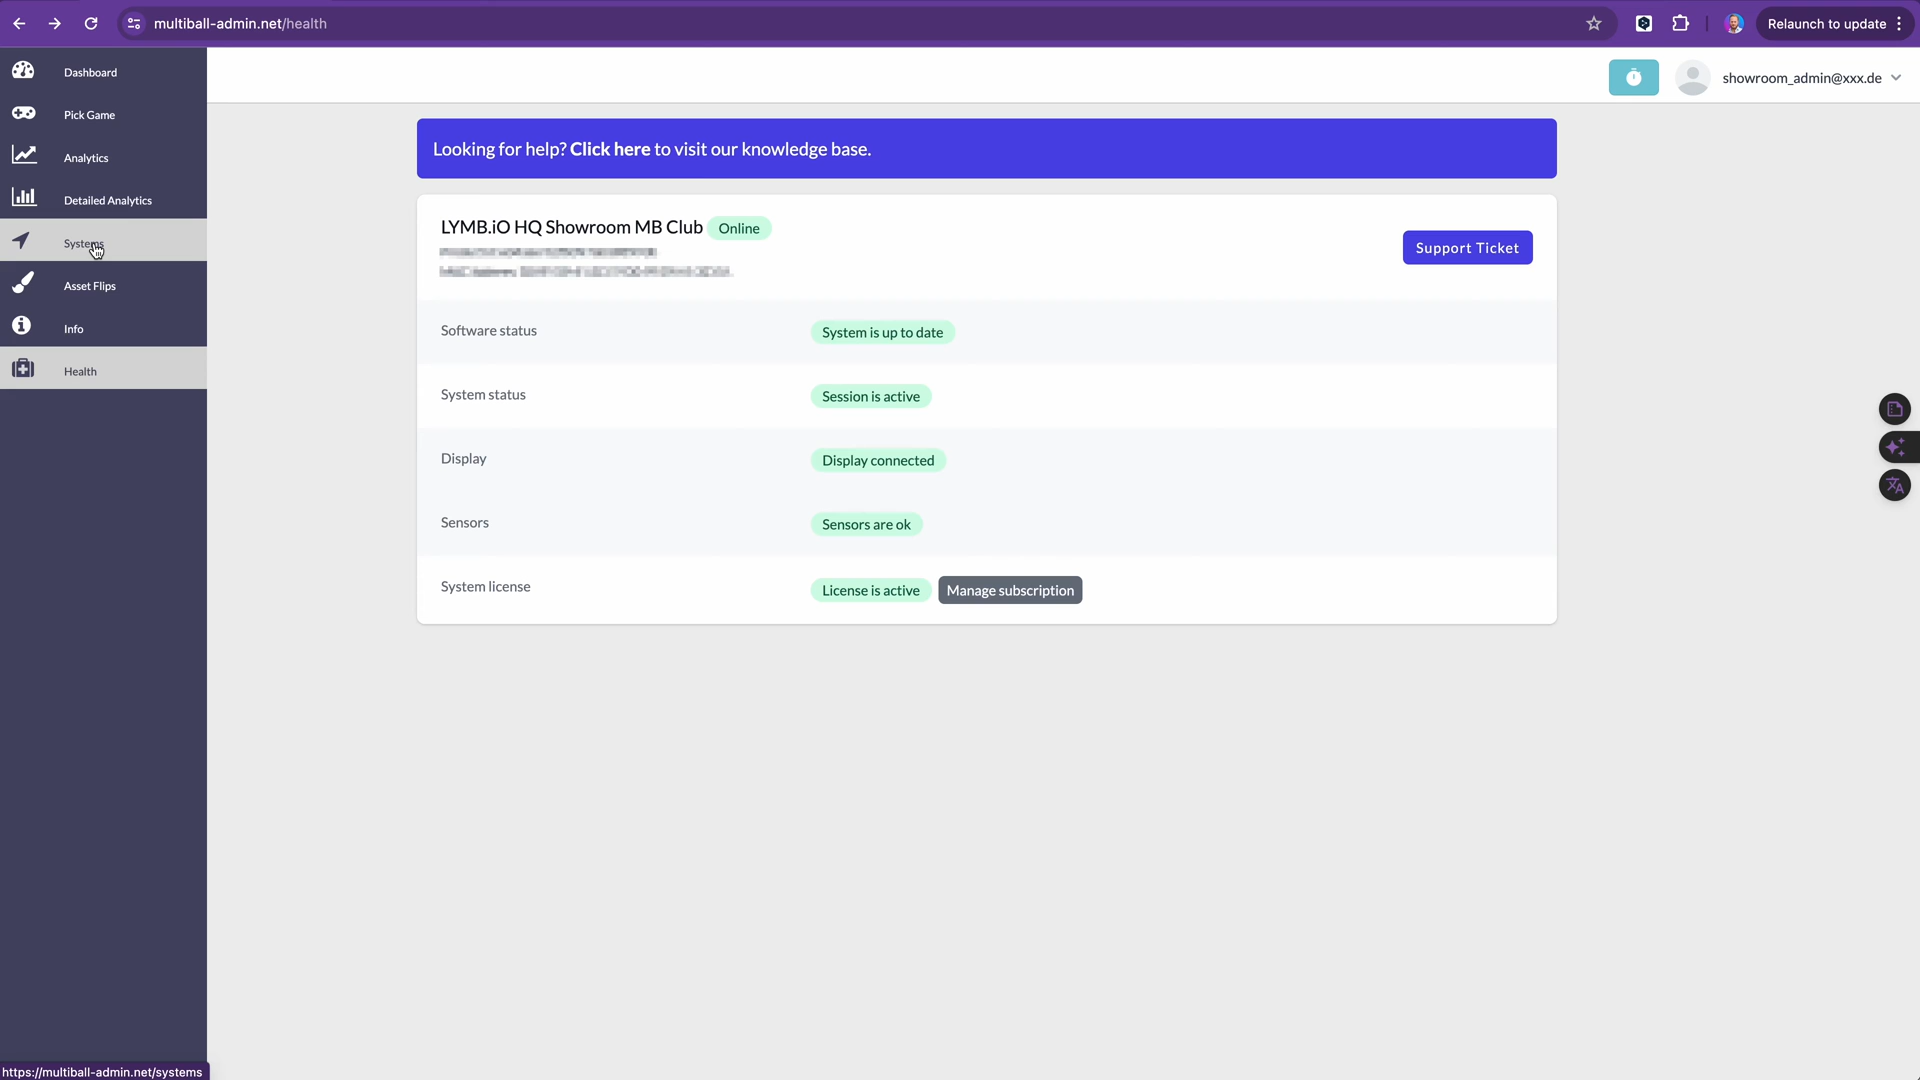 multiball-admin.net/health
Relaunch to update
Dashboard
Pick Game
Analytics
Detailed Analytics
Systems
Asset Flips
Info
Health
showroom_admin@xxx.de
Looking for help? Click here to visit our knowledge base.
LYMB.iO HQ Showroom MB Club Online
Support Ticket
Software status System is up to date
System status Session is active
Display Display connected
Sensors Sensors are ok
System license License is active Manage subscription
https://multiball-admin.net/systems